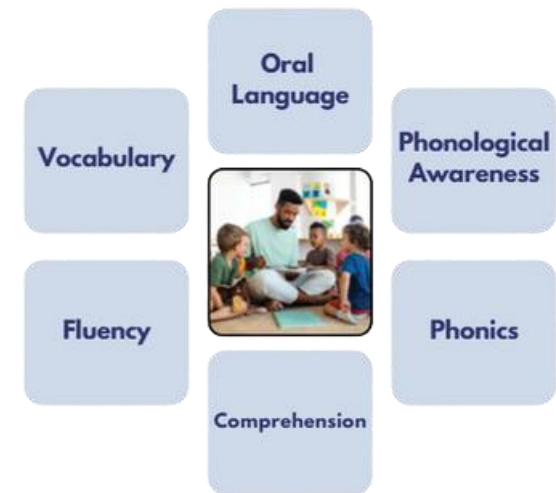 Oral
Language
Vocabulary
Phonological
Awareness
Fluency
Phonics
Comprehension